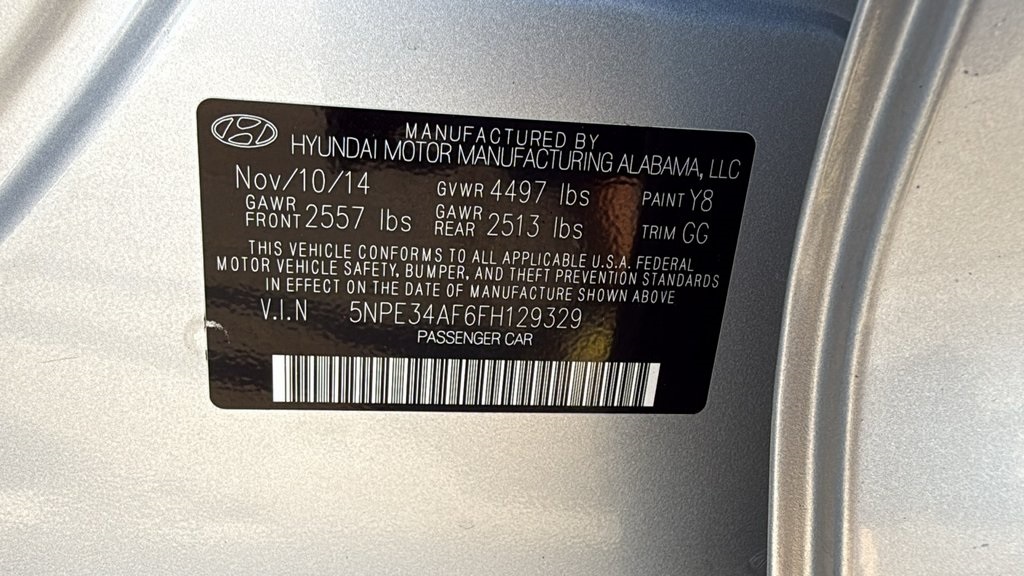 MANUFACTURED BY
HYUNDAI MOTOR MANUFACTURING ALABAMA, LLC
Nov/10/14 GVWR 4497 lbs PAINT Y8
GAWR FRONT 2557 lbs GAWR REAR 2513 lbs TRIM GG
THIS VEHICLE CONFORMS TO ALL APPLICABLE U.S.A. FEDERAL
MOTOR VEHICLE SAFETY, BUMPER, AND THEFT PREVENTION STANDARDS
IN EFFECT ON THE DATE OF MANUFACTURE SHOWN ABOVE
V.I.N 5NPE34AF6FH129329
PASSENGER CAR